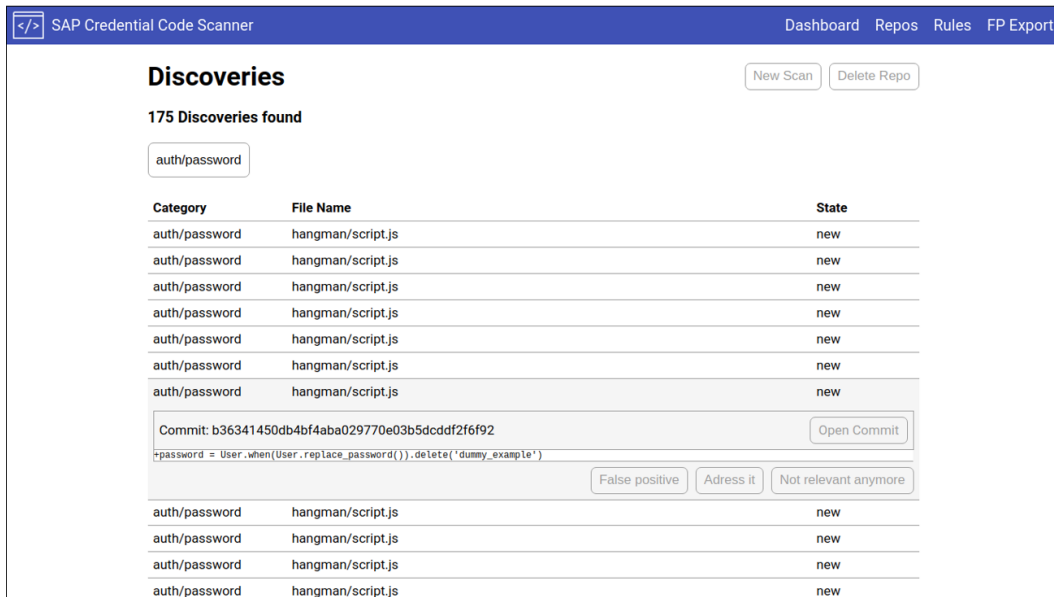 </> SAP Credential Code Scanner Dashboard Repos Rules FP Export
Discoveries New Scan Delete Repo
175 Discoveries found
auth/password
Category File Name State
auth/password hangman/script.js new
auth/password hangman/script.js new
auth/password hangman/script.js new
auth/password hangman/script.js new
auth/password hangman/script.js new
auth/password hangman/script.js new
auth/password hangman/script.js new
Commit: b36341450db4bf4aba029770e03b5dcddf2f6f92 Open Commit
+password = User.when(User.replace_password()).delete('dummy_example')
False positive Adress it Not relevant anymore
auth/password hangman/script.js new
auth/password hangman/script.js new
auth/password hangman/script.js new
auth/password hangman/script.js new